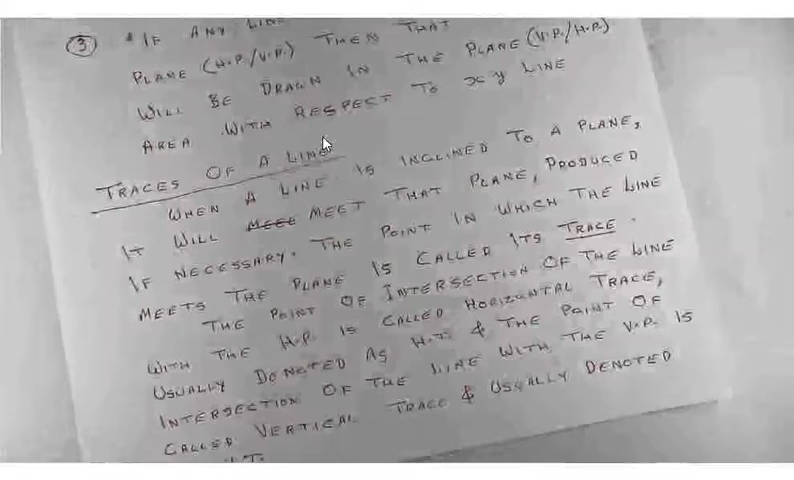 ③ * IF ANY LINE
PLANE (H.P./V.P.) THEN THAT
WILL BE DRAWN IN THE PLANE (V.P./H.P.)
AREA WITH RESPECT TO xy LINE
TRACES OF A LINE
WHEN A LINE IS INCLINED TO A PLANE,
IT WILL MEEE MEET THAT PLANE, PRODUCED
IF NECESSARY. THE POINT IN WHICH THE LINE
MEETS THE PLANE IS CALLED ITS TRACE.
THE POINT OF INTERSECTION OF THE LINE
WITH THE H.P. IS CALLED HORIZONTAL TRACE,
USUALLY DONOTED AS H.T. & THE POINT OF
INTERSECTION OF THE LINE WITH THE V.P. IS
CALLED VERTICAL TRACE & USUALLY DENOTED